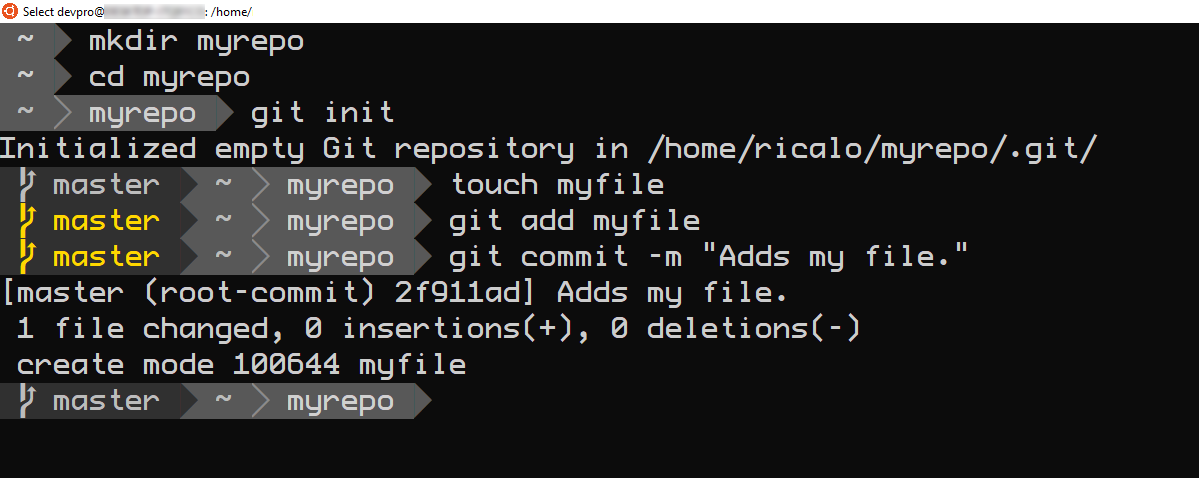 Select devpro@ : /home/
~ mkdir myrepo
~ cd myrepo
~ myrepo git init
Initialized empty Git repository in /home/ricalo/myrepo/.git/
master ~ myrepo touch myfile
master ~ myrepo git add myfile
master ~ myrepo git commit -m "Adds my file."
[master (root-commit) 2f911ad] Adds my file.
1 file changed, 0 insertions(+), 0 deletions(-)
create mode 100644 myfile
master ~ myrepo